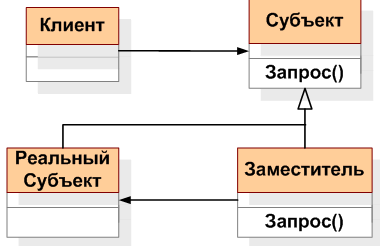 Клиент
Субъект
Запрос()
Реальный
Субъект
Заместитель
Запрос()